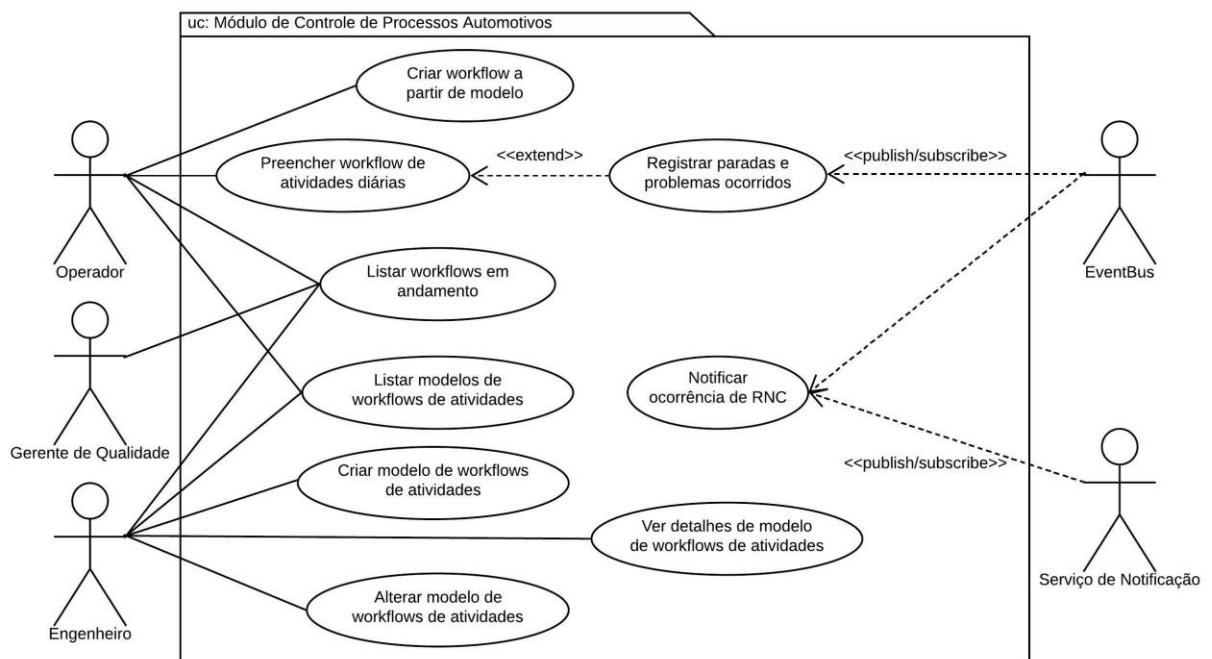 uc: Módulo de Controle de Processos Automotivos
Criar workflow a
partir de modelo
Preencher workflow de
atividades diárias
<<extend>>
Registrar paradas e
problemas ocorridos
<<publish/subscribe>>
Operador
EventBus
Listar workflows em
andamento
Listar modelos de
workflows de atividades
Notificar
ocorrência de RNC
Gerente de Qualidade
<<publish/subscribe>>
Criar modelo de workflows
de atividades
Ver detalhes de modelo
de workflows de atividades
Serviço de Notificação
Alterar modelo de
workflows de atividades
Engenheiro